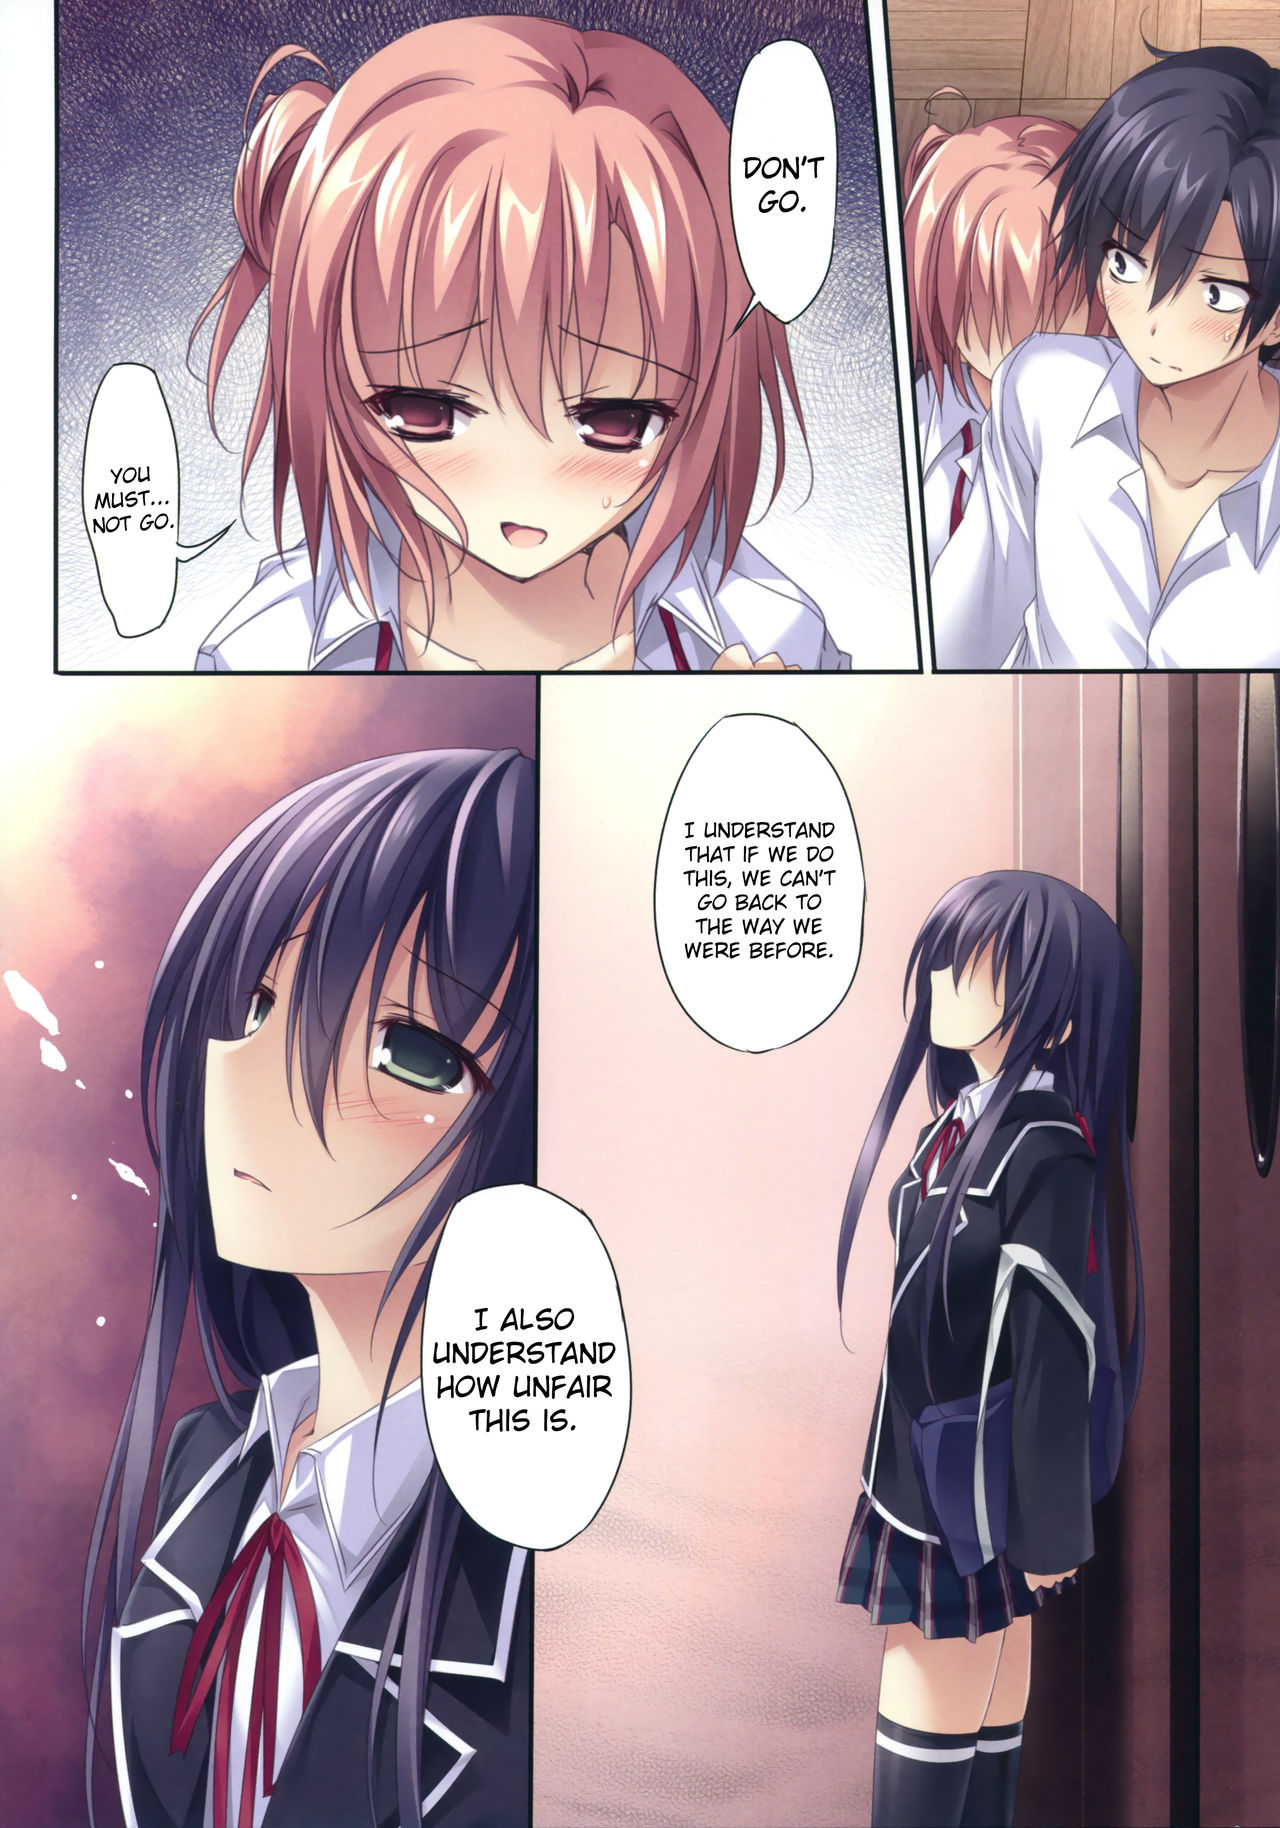 DON'T
GO.
YOU
MUST...
NOT GO.
I UNDERSTAND
THAT IF WE DO
THIS, WE CAN'T
GO BACK TO
THE WAY WE
WERE BEFORE.
I ALSO
UNDERSTAND
HOW UNFAIR
THIS IS.